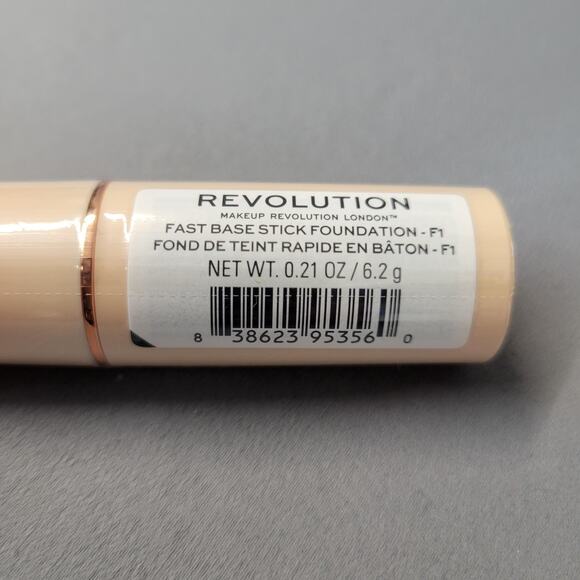 REVOLUTION
MAKEUP REVOLUTION LONDON™
FAST BASE STICK FOUNDATION - F1
FOND DE TEINT RAPIDE EN BÂTON - F1
NET WT. 0.21 OZ / 6.2 g
8 38623 95356 0